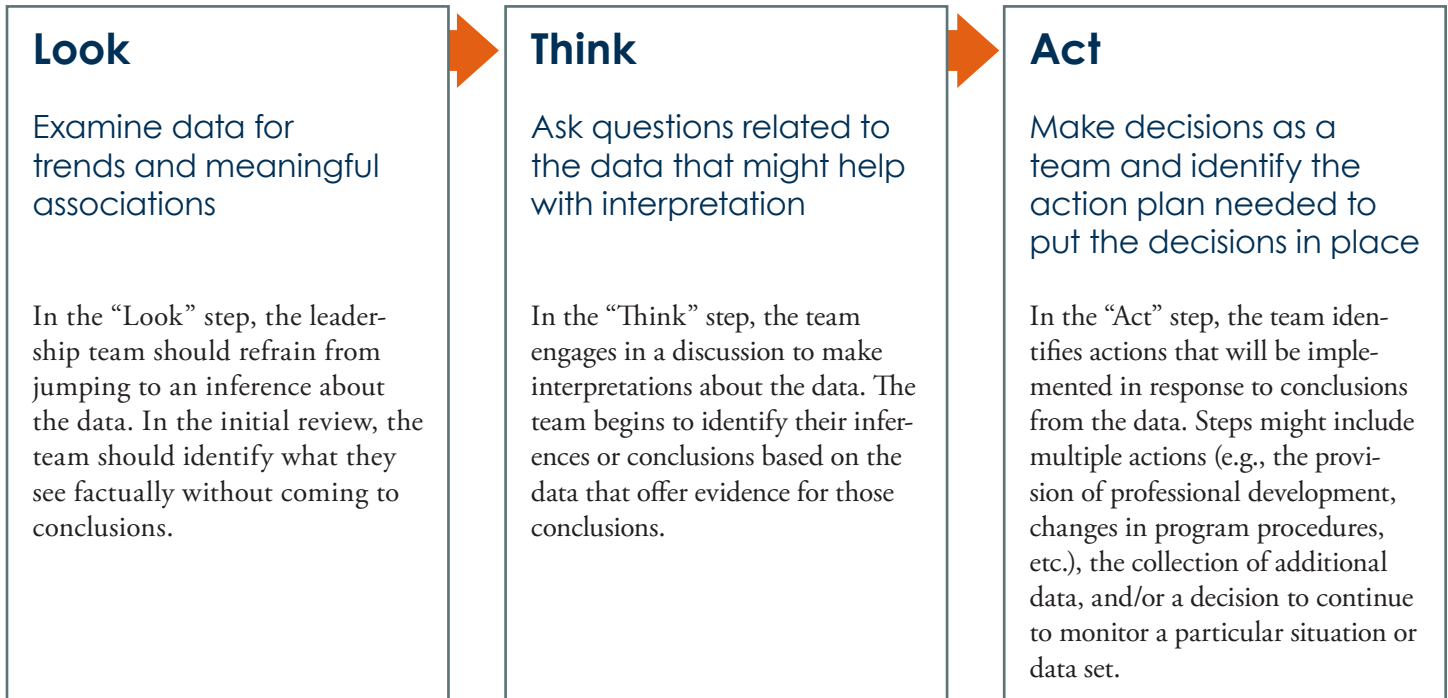 Look
Examine data for
trends and meaningful
associations
In the “Look” step, the leader-
ship team should refrain from
jumping to an inference about
the data. In the initial review, the
team should identify what they
see factually without coming to
conclusions.
Think
Ask questions related to
the data that might help
with interpretation
In the “Think” step, the team
engages in a discussion to make
interpretations about the data. The
team begins to identify their infer-
ences or conclusions based on the
data that offer evidence for those
conclusions.
Act
Make decisions as a
team and identify the
action plan needed to
put the decisions in place
In the “Act” step, the team iden-
tifies actions that will be imple-
mented in response to conclusions
from the data. Steps might include
multiple actions (e.g., the provi-
sion of professional development,
changes in program procedures,
etc.), the collection of additional
data, and/or a decision to continue
to monitor a particular situation or
data set.